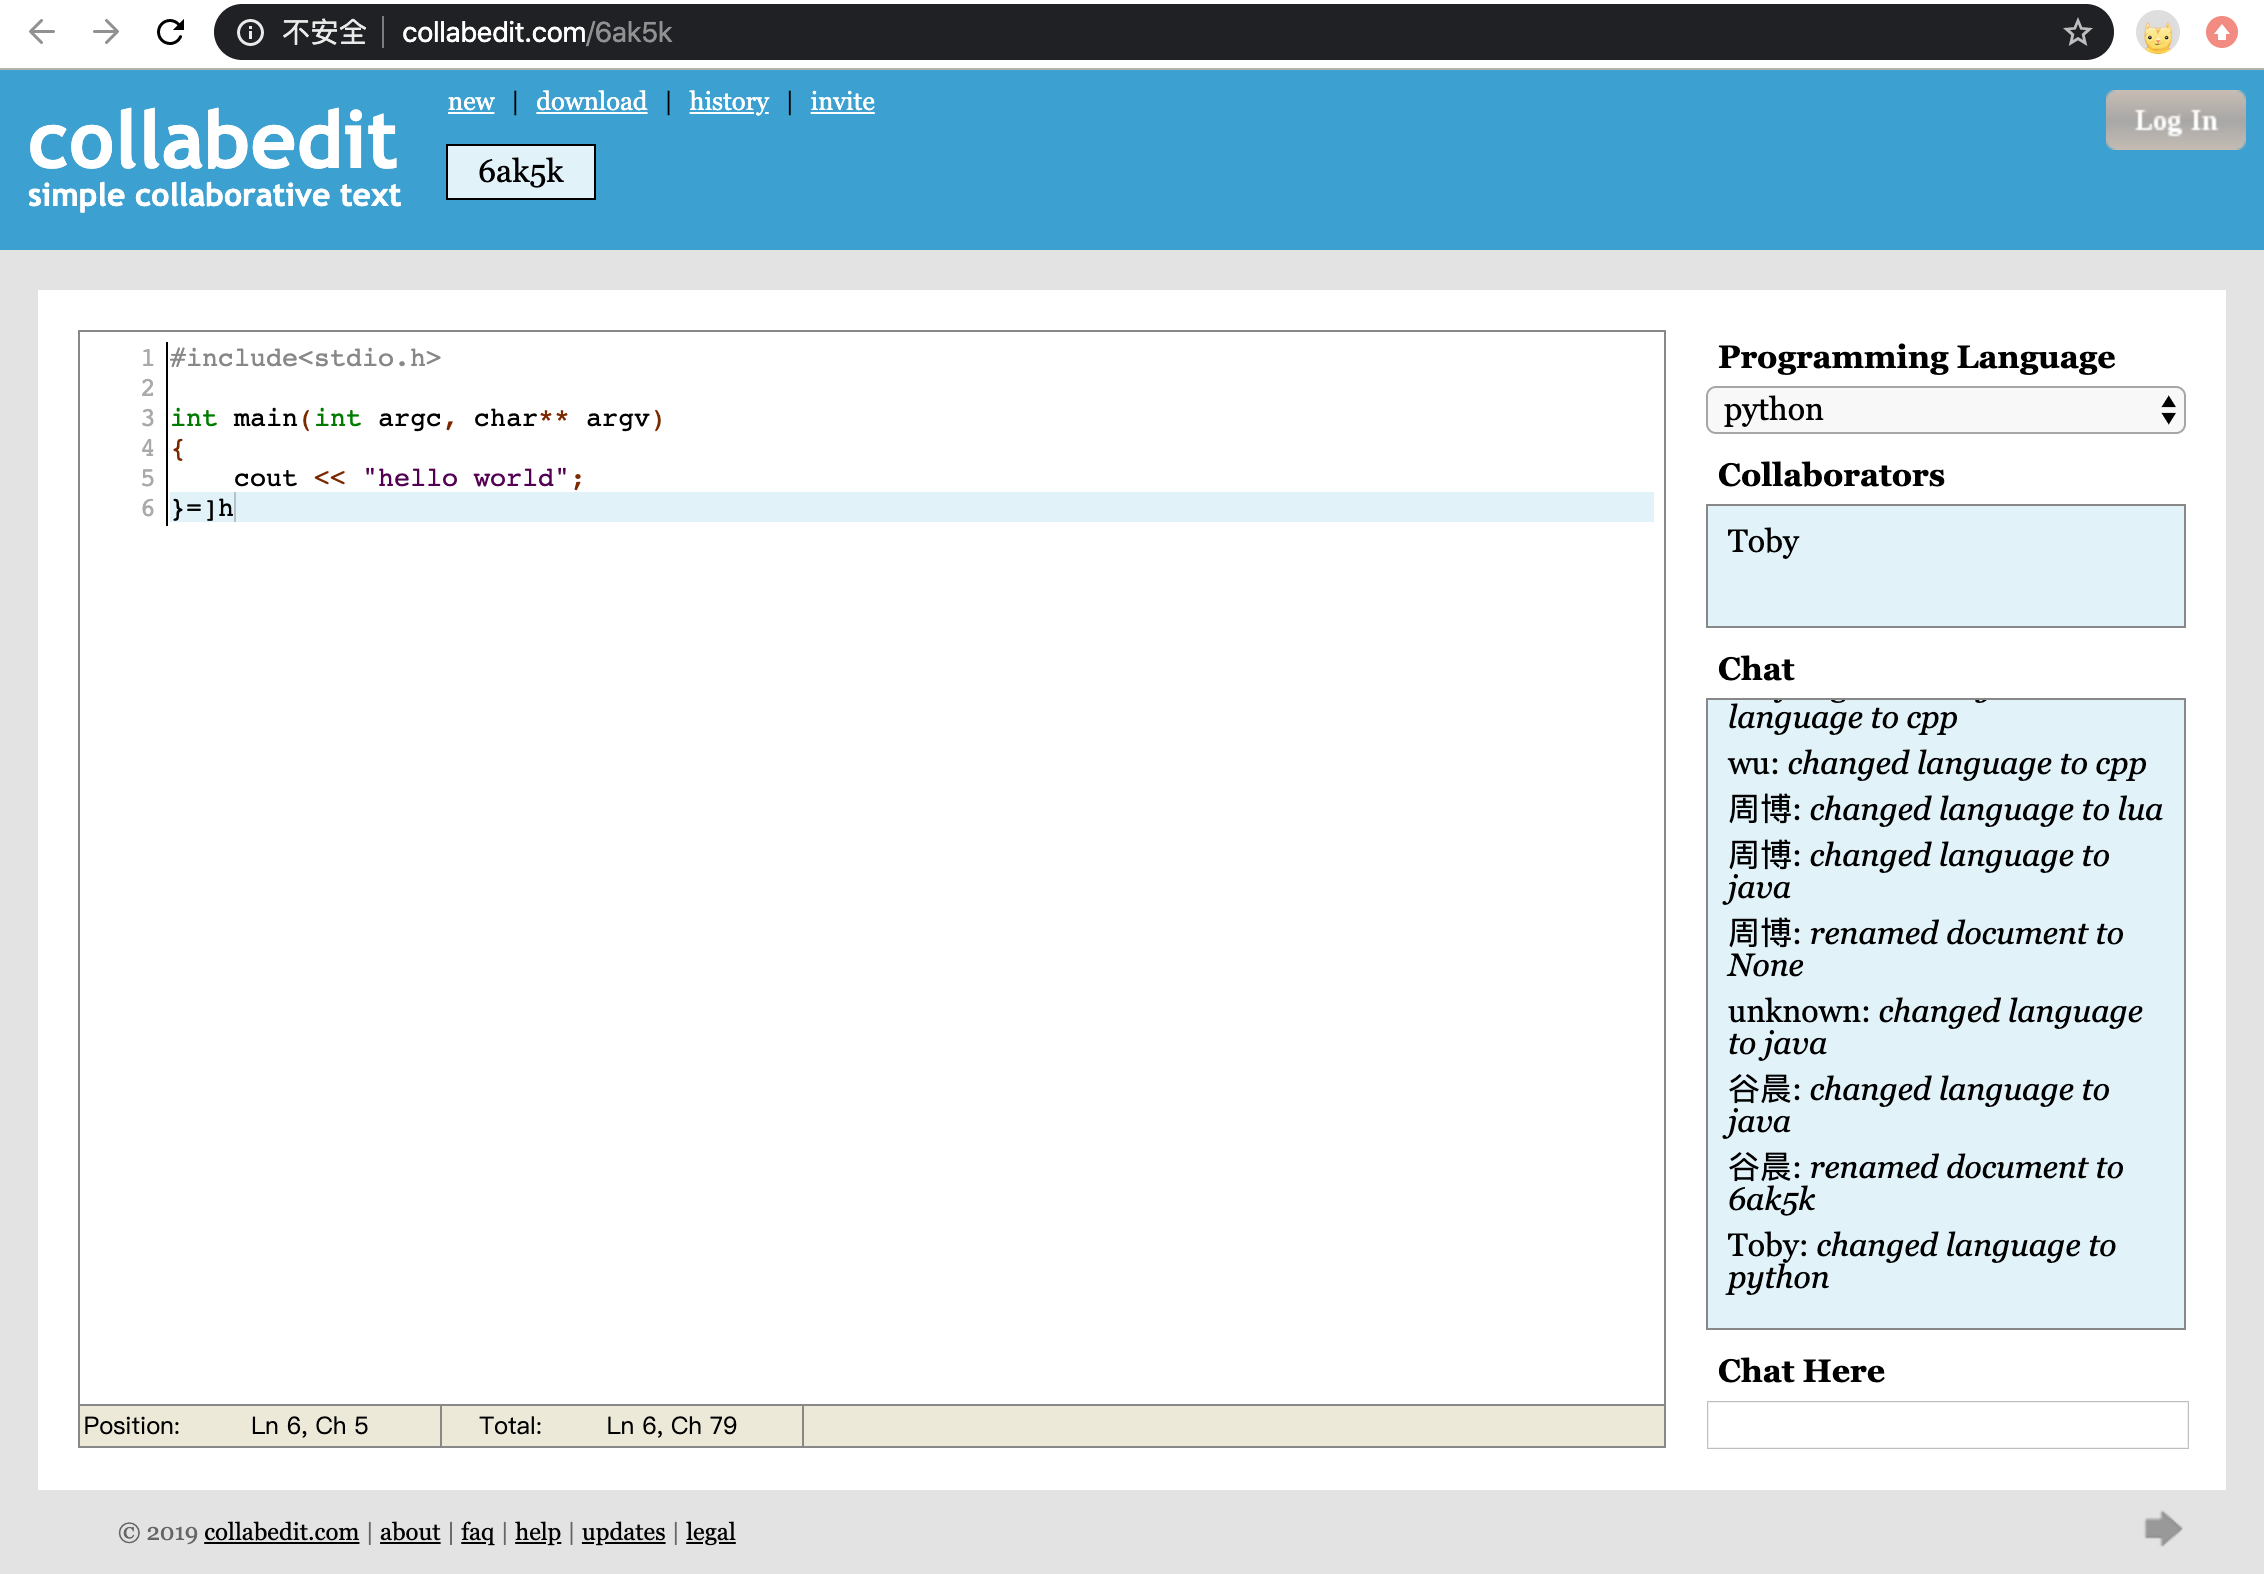 不安全 collabedit.com/6ak5k
new | download | history | invite
Log In
collabedit
simple collaborative text
6ak5k
1 #include<stdio.h>
2
3 int main(int argc, char** argv)
4 {
5     cout << "hello world";
6 }=]h
Position: Ln 6, Ch 5 Total: Ln 6, Ch 79
Programming Language
python
Collaborators
Toby
Chat
language to cpp
wu: changed language to cpp
周博: changed language to lua
周博: changed language to
java
周博: renamed document to
None
unknown: changed language
to java
谷晨: changed language to
java
谷晨: renamed document to
6ak5k
Toby: changed language to
python
Chat Here
© 2019 collabedit.com | about | faq | help | updates | legal